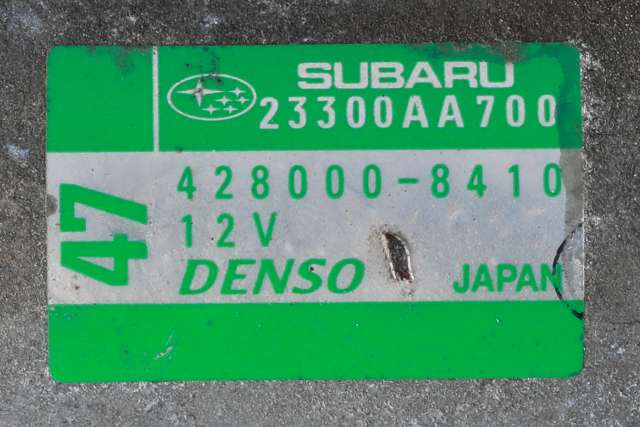 SUBARU
23300AA700
428000-8410
12V
DENSO JAPAN
47